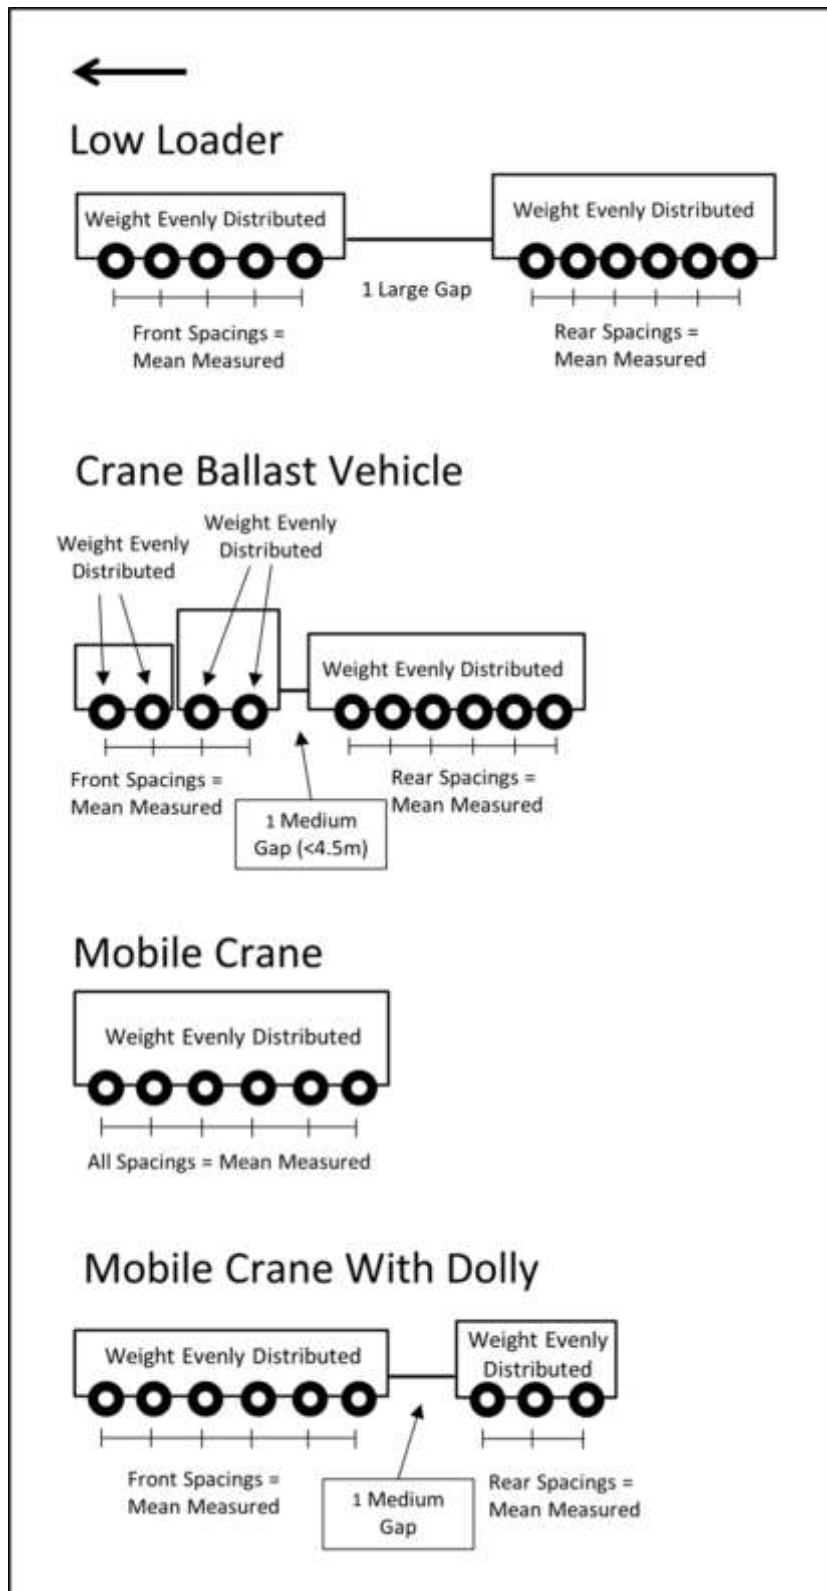 Low Loader
Weight Evenly Distributed
Weight Evenly Distributed
1 Large Gap
Front Spacings =
Mean Measured
Rear Spacings =
Mean Measured
Crane Ballast Vehicle
Weight Evenly
Distributed
Weight Evenly
Distributed
Weight Evenly Distributed
Front Spacings =
Mean Measured
1 Medium
Gap (<4.5m)
Rear Spacings =
Mean Measured
Mobile Crane
Weight Evenly Distributed
All Spacings = Mean Measured
Mobile Crane With Dolly
Weight Evenly Distributed
Weight Evenly
Distributed
Front Spacings =
Mean Measured
1 Medium
Gap
Rear Spacings =
Mean Measured